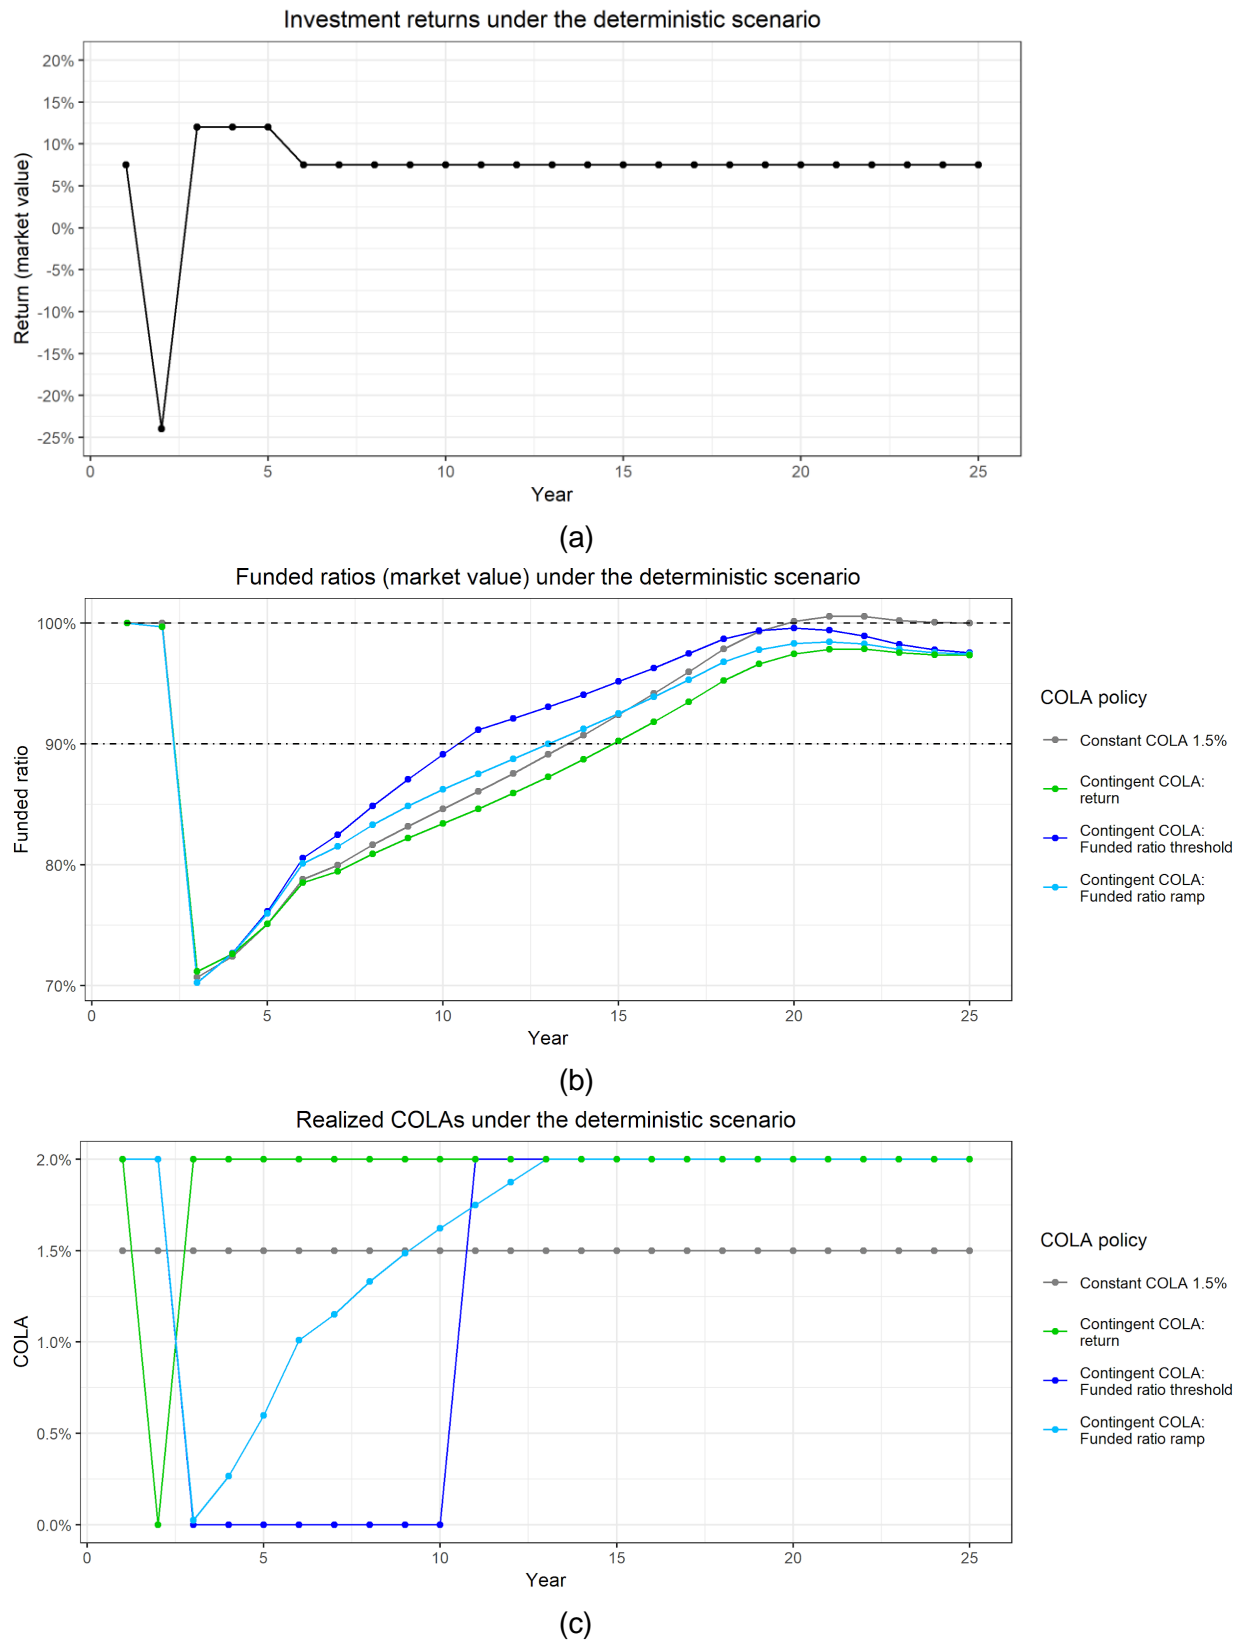 Investment returns under the deterministic scenario
20%
15%
10%
5%
0%
-5%
-10%
-15%
-20%
-25%
Return (market value)
0 5 10 15 20 25
Year
(a)
Funded ratios (market value) under the deterministic scenario
100%
90%
80%
70%
Funded ratio
0 5 10 15 20 25
Year
COLA policy
Constant COLA 1.5%
Contingent COLA:
return
Contingent COLA:
Funded ratio threshold
Contingent COLA:
Funded ratio ramp
(b)
Realized COLAs under the deterministic scenario
2.0%
1.5%
1.0%
0.5%
0.0%
COLA
0 5 10 15 20 25
Year
COLA policy
Constant COLA 1.5%
Contingent COLA:
return
Contingent COLA:
Funded ratio threshold
Contingent COLA:
Funded ratio ramp
(c)